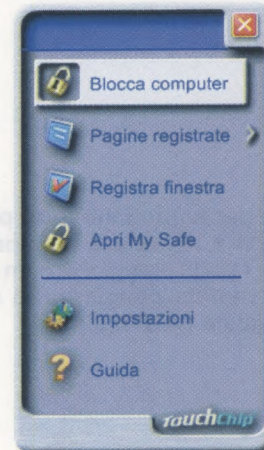 Blocca computer
Pagine registrate
Registra finestra
Apri My Safe
Impostazioni
Guida
TouchChip